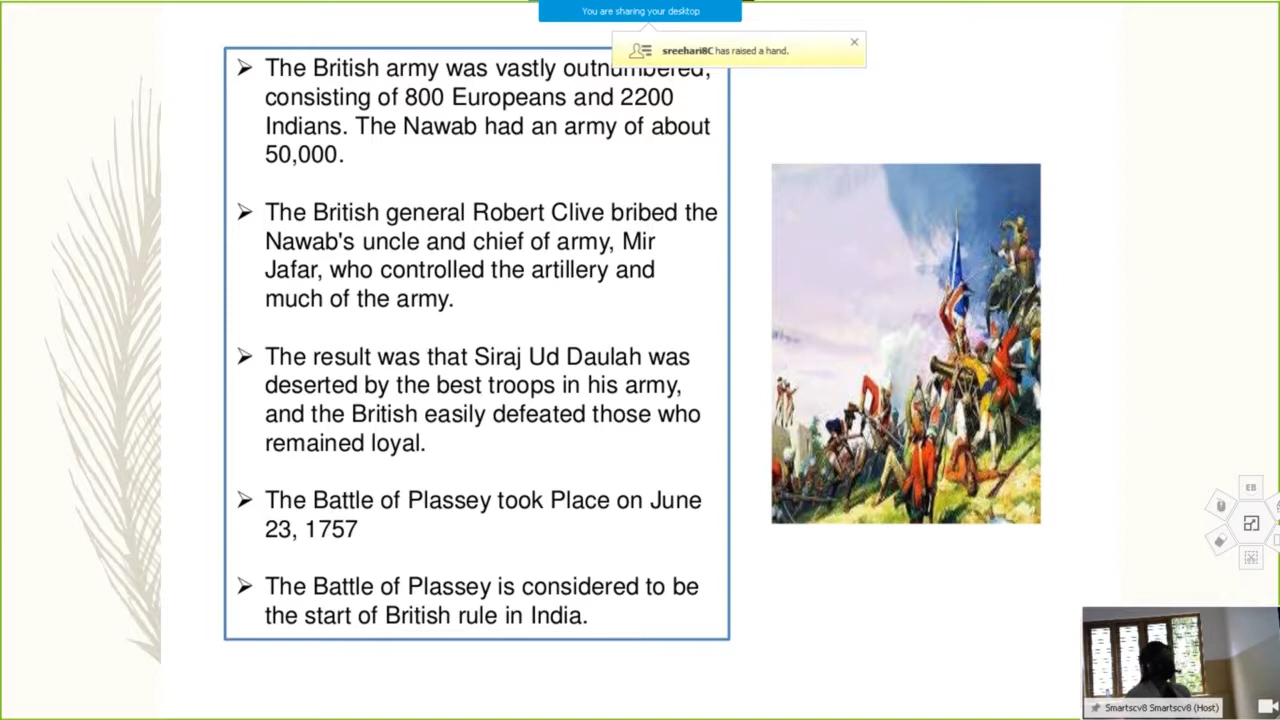 You are sharing your desktop
sreehari8C has raised a hand.
➢ The British army was vastly outnumbered,
consisting of 800 Europeans and 2200
Indians. The Nawab had an army of about
50,000.
➢ The British general Robert Clive bribed the
Nawab's uncle and chief of army, Mir
Jafar, who controlled the artillery and
much of the army.
➢ The result was that Siraj Ud Daulah was
deserted by the best troops in his army,
and the British easily defeated those who
remained loyal.
➢ The Battle of Plassey took Place on June
23, 1757
➢ The Battle of Plassey is considered to be
the start of British rule in India.
EB
Smartscv8 Smartscv8 (Host)